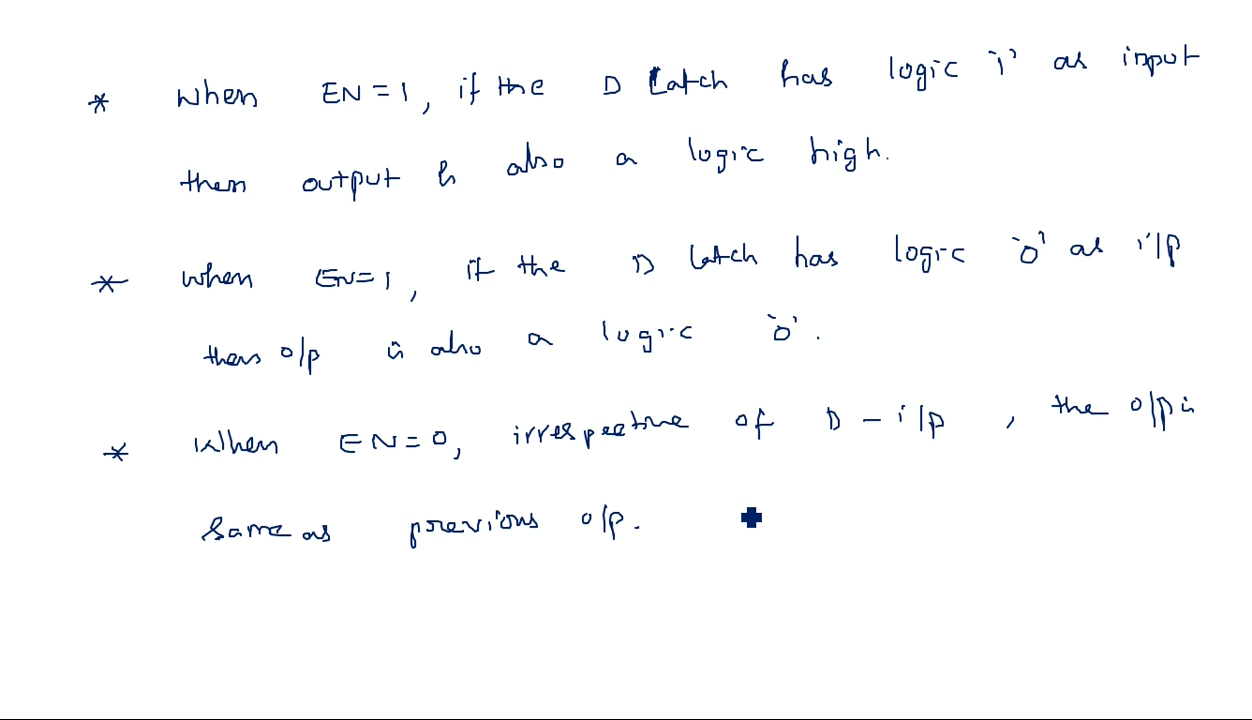 * When EN = 1, if the D Latch has logic '1' as input
then output is also a logic high.
* When EN=1, if the D latch has logic '0' as i/p
then o/p is also a logic '0'.
* When EN=0, irrespective of D - i/p, the o/p is
same as previous o/p.